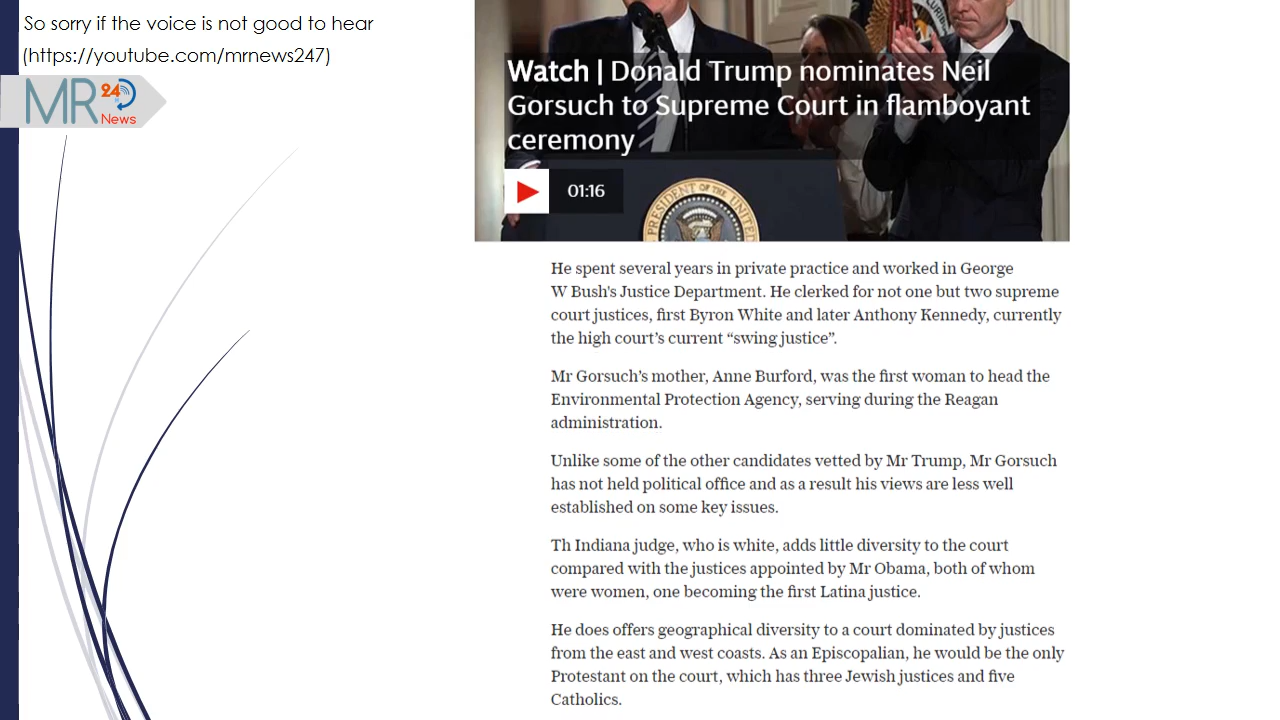 So sorry if the voice is not good to hear
(https://youtube.com/mrnews247)
MR 24
News
Watch | Donald Trump nominates Neil
Gorsuch to Supreme Court in flamboyant
ceremony
01:16
PRESIDENT OF THE UNITED
He spent several years in private practice and worked in George
W Bush's Justice Department. He clerked for not one but two supreme
court justices, first Byron White and later Anthony Kennedy, currently
the high court's current “swing justice”.
Mr Gorsuch's mother, Anne Burford, was the first woman to head the
Environmental Protection Agency, serving during the Reagan
administration.
Unlike some of the other candidates vetted by Mr Trump, Mr Gorsuch
has not held political office and as a result his views are less well
established on some key issues.
Th Indiana judge, who is white, adds little diversity to the court
compared with the justices appointed by Mr Obama, both of whom
were women, one becoming the first Latina justice.
He does offers geographical diversity to a court dominated by justices
from the east and west coasts. As an Episcopalian, he would be the only
Protestant on the court, which has three Jewish justices and five
Catholics.